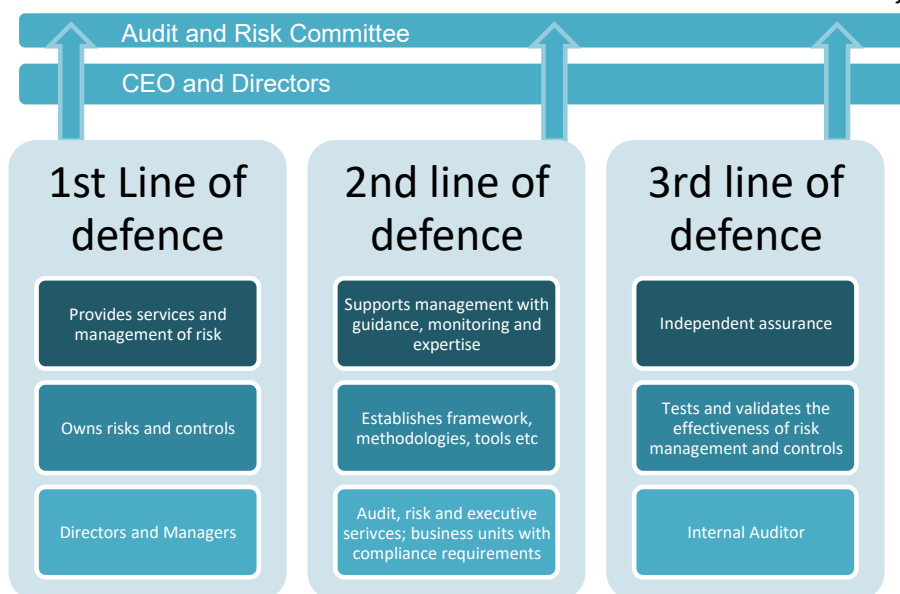 Audit and Risk Committee
CEO and Directors
1st Line of
defence
Provides services and
management of risk
Owns risks and controls
Directors and Managers
2nd line of
defence
Supports management with
guidance, monitoring and
expertise
Establishes framework,
methodologies, tools etc
Audit, risk and executive
serivces; business units with
compliance requirements
3rd line of
defence
Independent assurance
Tests and validates the
effectiveness of risk
management and controls
Internal Auditor